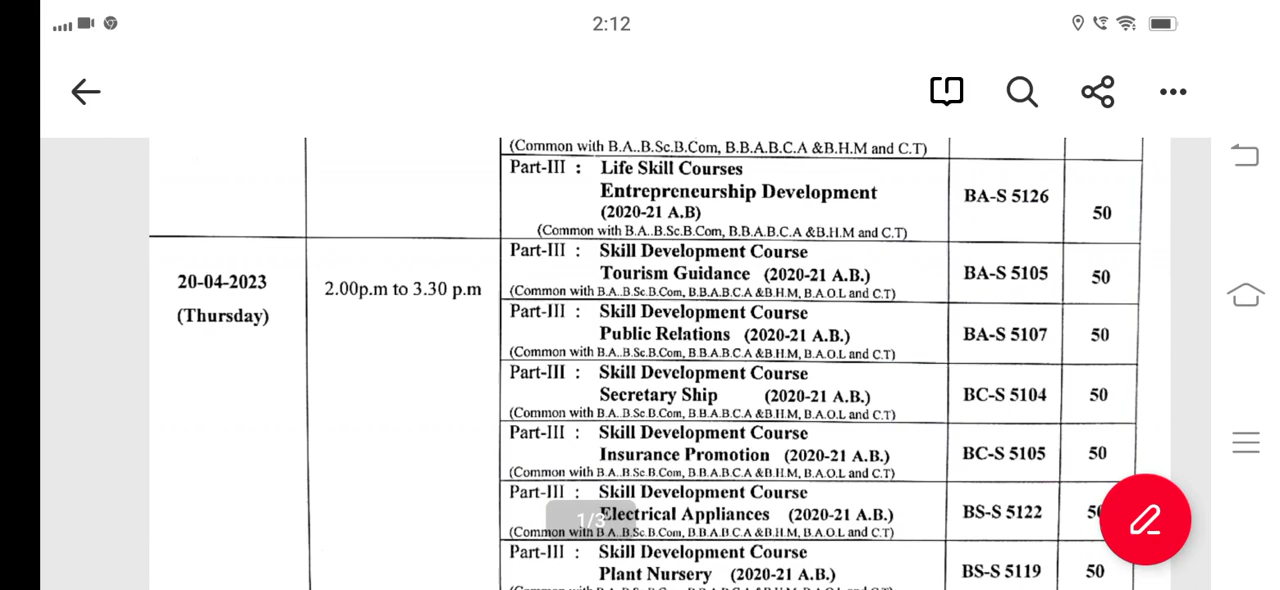 2:12
(Common with B.A..B.Sc.B.Com, B.B.A.B.C.A &B.H.M and C.T)
Part-III : Life Skill Courses
Entrepreneurship Development
(2020-21 A.B)
(Common with B.A..B.Sc.B.Com, B.B.A.B.C.A &B.H.M and C.T)
BA-S 5126
50
20-04-2023
(Thursday)
2.00p.m to 3.30 p.m
Part-III : Skill Development Course
Tourism Guidance (2020-21 A.B.)
(Common with B.A..B.Sc.B.Com, B.B.A.B.C.A &B.H.M, B.A.O.L and C.T)
BA-S 5105
50
Part-III : Skill Development Course
Public Relations (2020-21 A.B.)
(Common with B.A..B.Sc.B.Com, B.B.A.B.C.A &B.H.M, B.A.O.L and C.T)
BA-S 5107
50
Part-III : Skill Development Course
Secretary Ship (2020-21 A.B.)
(Common with B.A..B.Sc.B.Com, B.B.A.B.C.A &B.H.M, B.A.O.L and C.T)
BC-S 5104
50
Part-III : Skill Development Course
Insurance Promotion (2020-21 A.B.)
(Common with B.A..B.Sc.B.Com, B.B.A.B.C.A &B.H.M, B.A.O.L and C.T)
BC-S 5105
50
Part-III : Skill Development Course
Electrical Appliances (2020-21 A.B.)
(Common with B.A..B.Sc.B.Com, B.B.A.B.C.A &B.H.M, B.A.O.L and C.T)
BS-S 5122
50
1/3
Part-III : Skill Development Course
Plant Nursery (2020-21 A.B.)
BS-S 5119
50